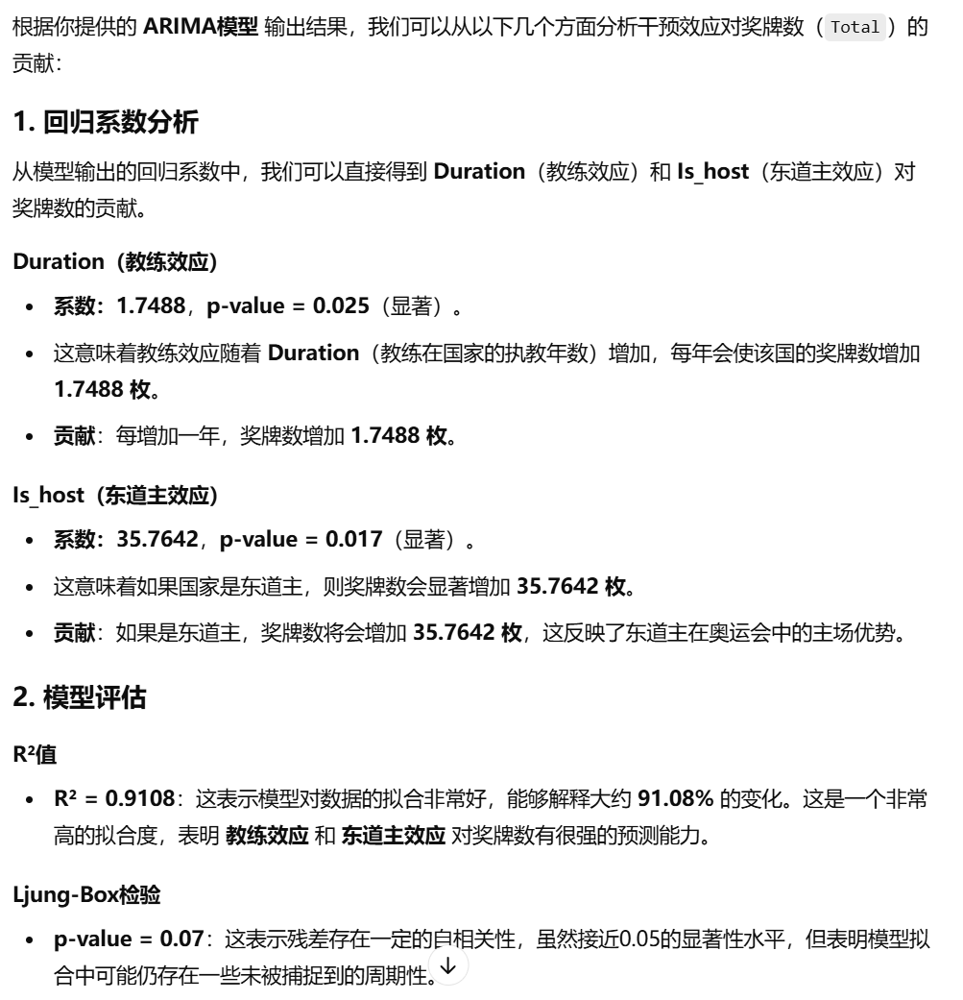 根据你提供的 ARIMA模型 输出结果，我们可以从以下几个方面分析干预效应对奖牌数（ Total ）的
贡献：
1. 回归系数分析
从模型输出的回归系数中，我们可以直接得到 Duration（教练效应）和 Is_host（东道主效应）对
奖牌数的贡献。
Duration（教练效应）
• 系数：1.7488，p-value = 0.025（显著）。
• 这意味着教练效应随着 Duration（教练在国家的执教年数）增加，每年会使该国的奖牌数增加
1.7488 枚。
• 贡献：每增加一年，奖牌数增加 1.7488 枚。
Is_host（东道主效应）
• 系数：35.7642，p-value = 0.017（显著）。
• 这意味着如果国家是东道主，则奖牌数会显著增加 35.7642 枚。
• 贡献：如果是东道主，奖牌数将会增加 35.7642 枚，这反映了东道主在奥运会中的主场优势。
2. 模型评估
R²值
• R² = 0.9108：这表示模型对数据的拟合非常好，能够解释大约 91.08% 的变化。这是一个非常
高的拟合度，表明 教练效应 和 东道主效应 对奖牌数有很强的预测能力。
Ljung-Box检验
• p-value = 0.07：这表示残差存在一定的自相关性，虽然接近0.05的显著性水平，但表明模型拟
合中可能仍存在一些未被捕捉到的周期性。